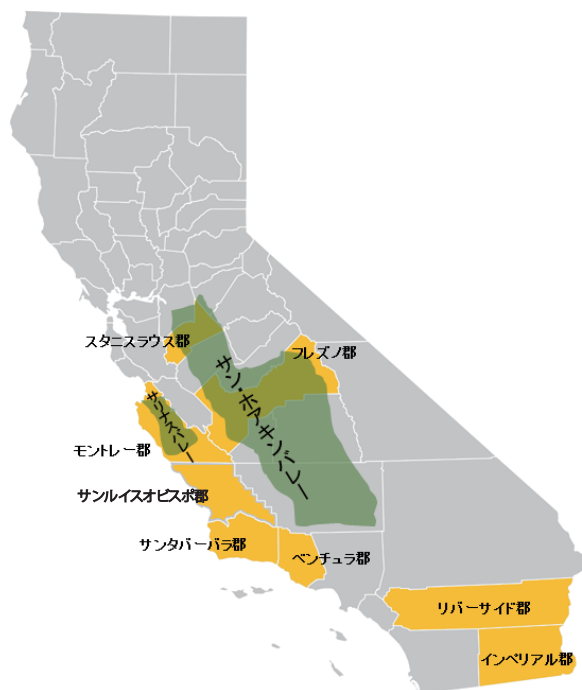 スタニスラウス郡
フレズノ郡
サン・ホアキンバレー
サリナスバレー
モントレー郡
サンルイスオビスポ郡
サンタバーバラ郡
ベンチュラ郡
リバーサイド郡
インペリアル郡